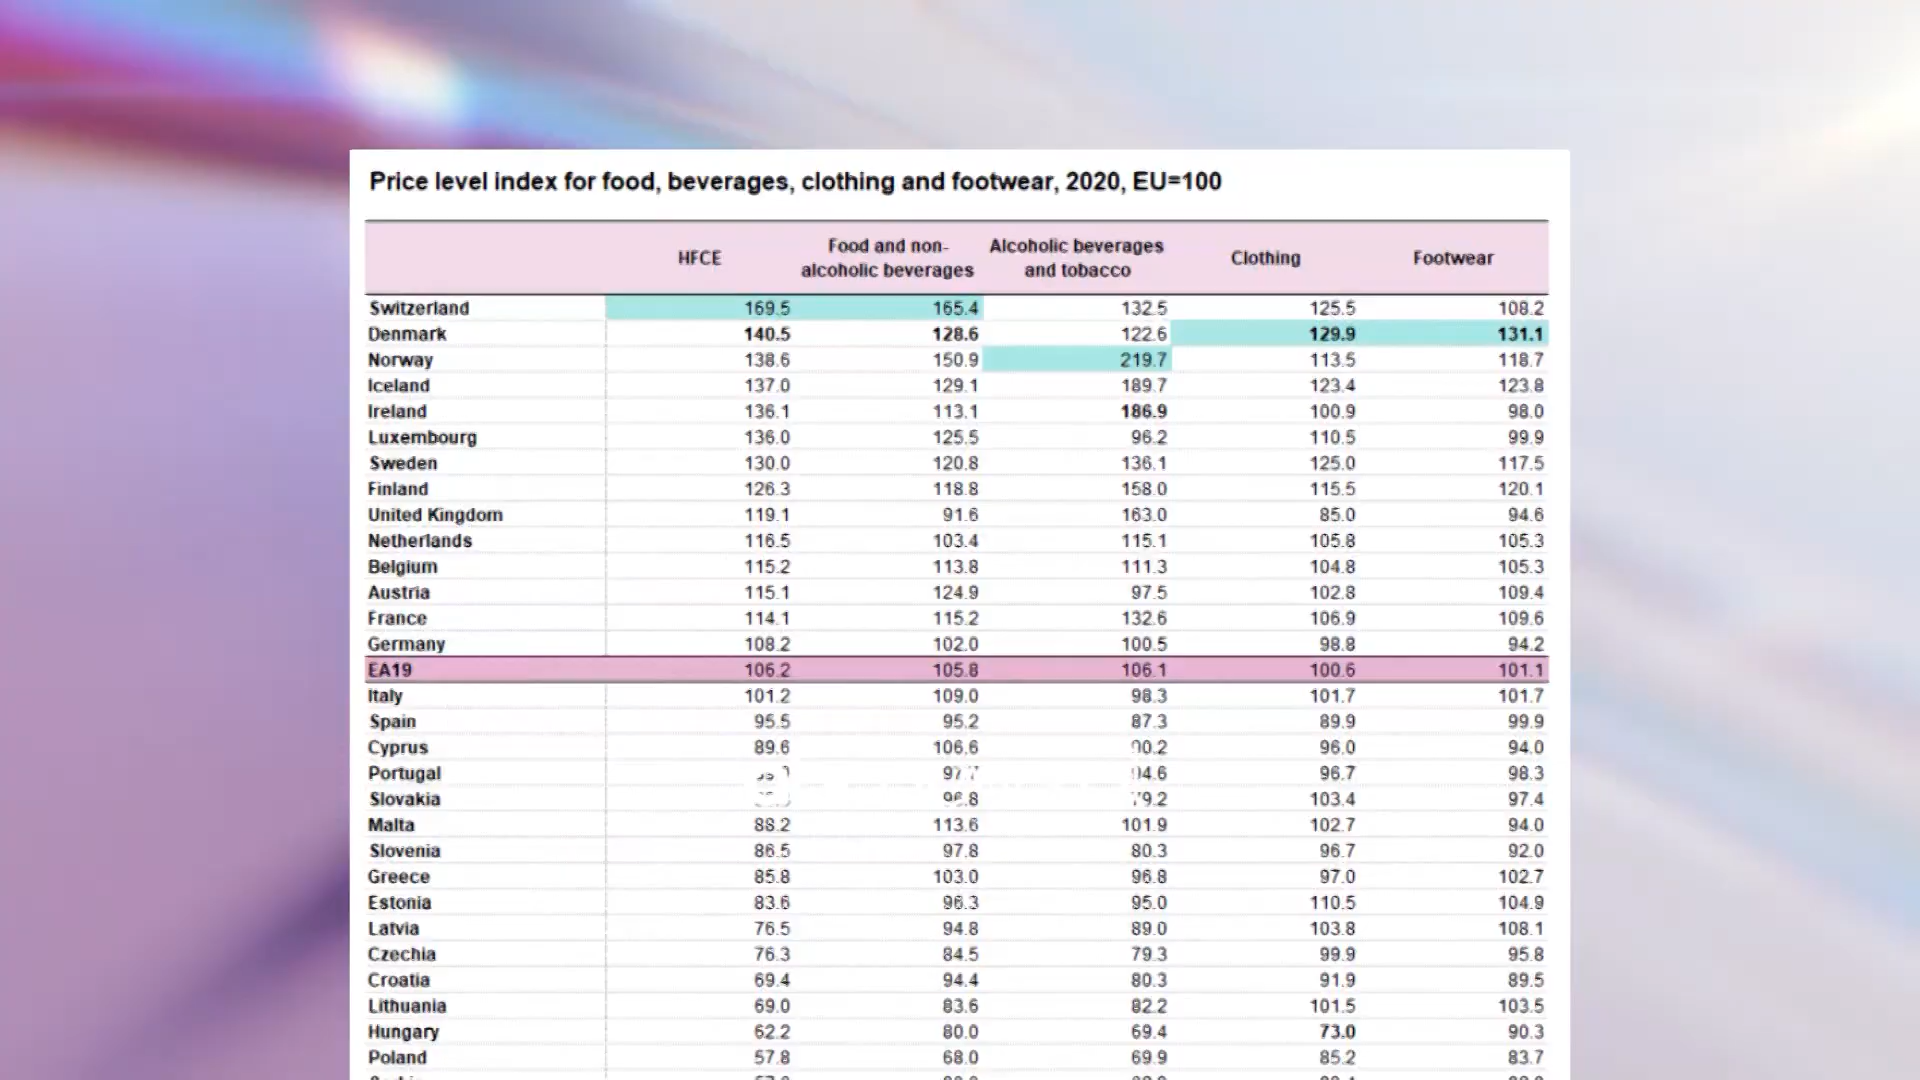 Price level index for food, beverages, clothing and footwear, 2020, EU=100
HFCE Food and non-alcoholic beverages Alcoholic beverages and tobacco Clothing Footwear
Switzerland 169.5 165.4 132.5 125.5 108.2
Denmark 140.5 128.6 122.6 129.9 131.1
Norway 138.6 150.9 219.7 113.5 118.7
Iceland 137.0 129.1 189.7 123.4 123.8
Ireland 136.1 113.1 186.9 100.9 98.0
Luxembourg 136.0 125.5 96.2 110.5 99.9
Sweden 130.0 120.8 136.1 125.0 117.5
Finland 126.3 118.8 158.0 115.5 120.1
United Kingdom 119.1 91.6 163.0 85.0 94.6
Netherlands 116.5 103.4 115.1 105.8 105.3
Belgium 115.2 113.8 111.3 104.8 105.3
Austria 115.1 124.9 97.5 102.8 109.4
France 114.1 115.2 132.6 106.9 109.6
Germany 108.2 102.0 100.5 98.8 94.2
EA19 106.2 105.8 106.1 100.6 101.1
Italy 101.2 109.0 98.3 101.7 101.7
Spain 95.5 95.2 87.3 89.9 99.9
Cyprus 89.6 106.6 90.2 96.0 94.0
Portugal 96.7 98.3
Slovakia 96.8 79.2 103.4 97.4
Malta 88.2 113.6 101.9 102.7 94.0
Slovenia 86.5 97.8 80.3 96.7 92.0
Greece 85.8 103.0 96.8 97.0 102.7
Estonia 83.6 96.3 95.0 110.5 104.9
Latvia 76.5 94.8 89.0 103.8 108.1
Czechia 76.3 84.5 79.3 99.9 95.8
Croatia 69.4 94.4 80.3 91.9 89.5
Lithuania 69.0 83.6 82.2 101.5 103.5
Hungary 62.2 80.0 69.4 73.0 90.3
Poland 57.8 68.0 69.9 85.2 83.7